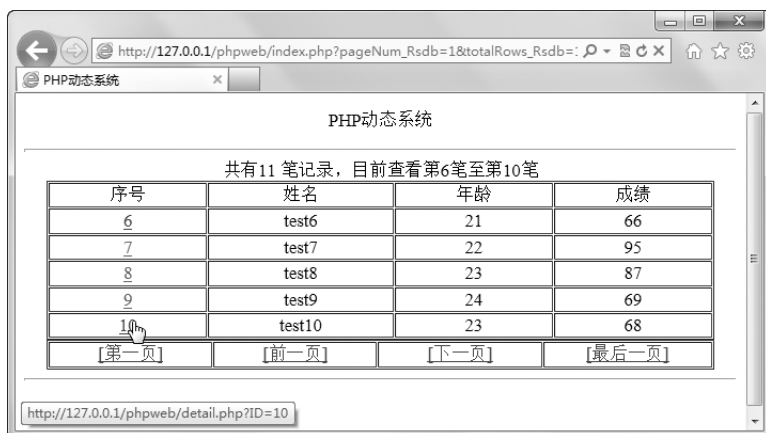 http://127.0.0.1/phpweb/index.php?pageNum_Rsdb=1&totalRows_Rsdb=:
PHP动态系统
PHP动态系统
共有11 笔记录，目前查看第6笔至第10笔
序号 姓名 年龄 成绩
6 test6 21 66
7 test7 22 95
8 test8 23 87
9 test9 24 69
10 test10 23 68
[第一页] [前一页] [下一页] [最后一页]
http://127.0.0.1/phpweb/detail.php?ID=10